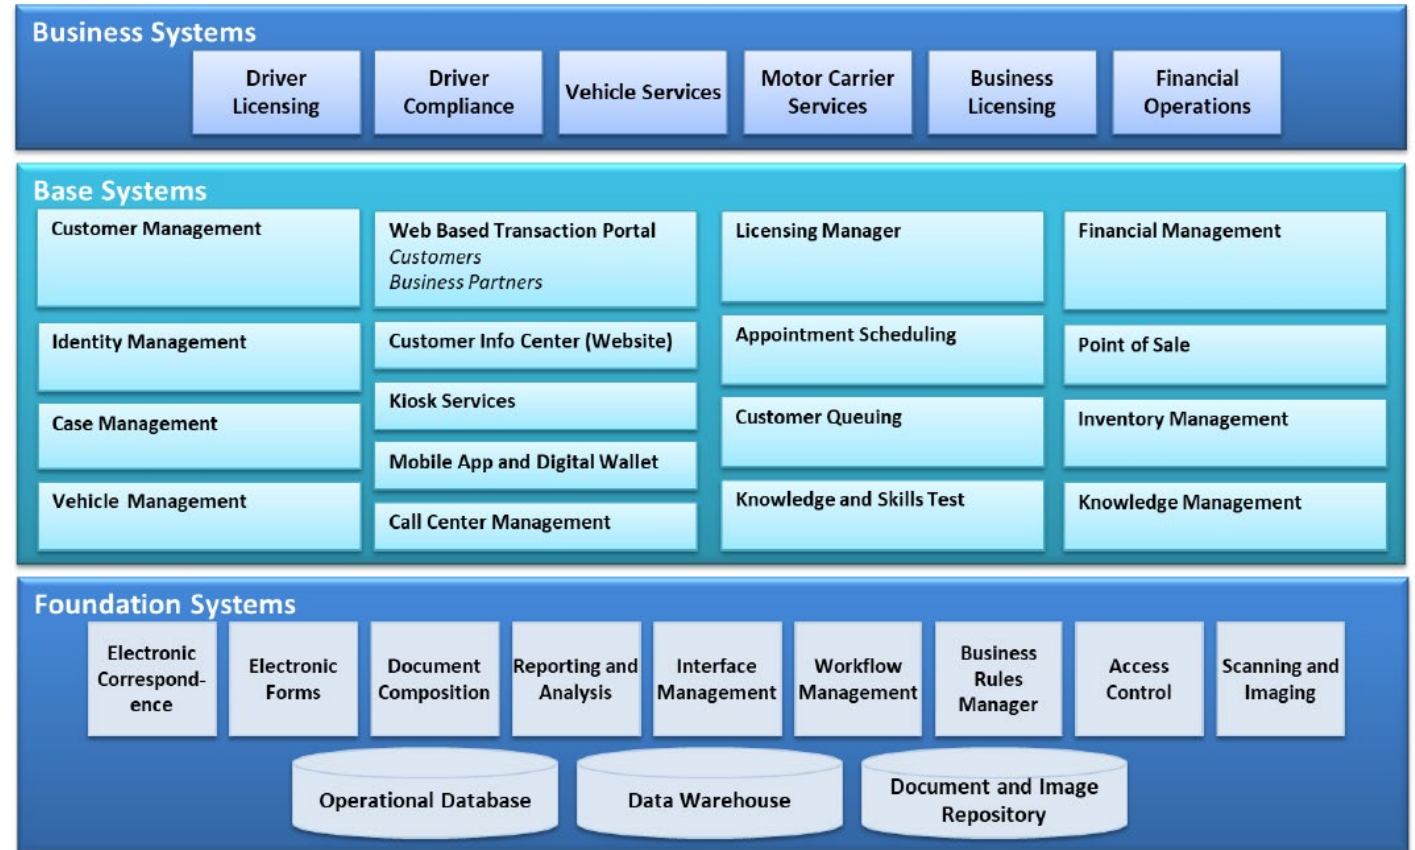 Business Systems
Driver
Licensing
Driver
Compliance
Vehicle Services
Motor Carrier
Services
Business
Licensing
Financial
Operations
Base Systems
Customer Management
Identity Management
Case Management
Vehicle Management
Web Based Transaction Portal
Customers
Business Partners
Customer Info Center (Website)
Kiosk Services
Mobile App and Digital Wallet
Call Center Management
Licensing Manager
Appointment Scheduling
Customer Queuing
Knowledge and Skills Test
Financial Management
Point of Sale
Inventory Management
Knowledge Management
Foundation Systems
Electronic
Correspond-
ence
Electronic
Forms
Document
Composition
Reporting and
Analysis
Interface
Management
Workflow
Management
Business
Rules
Manager
Access
Control
Scanning and
Imaging
Operational Database
Data Warehouse
Document and Image
Repository